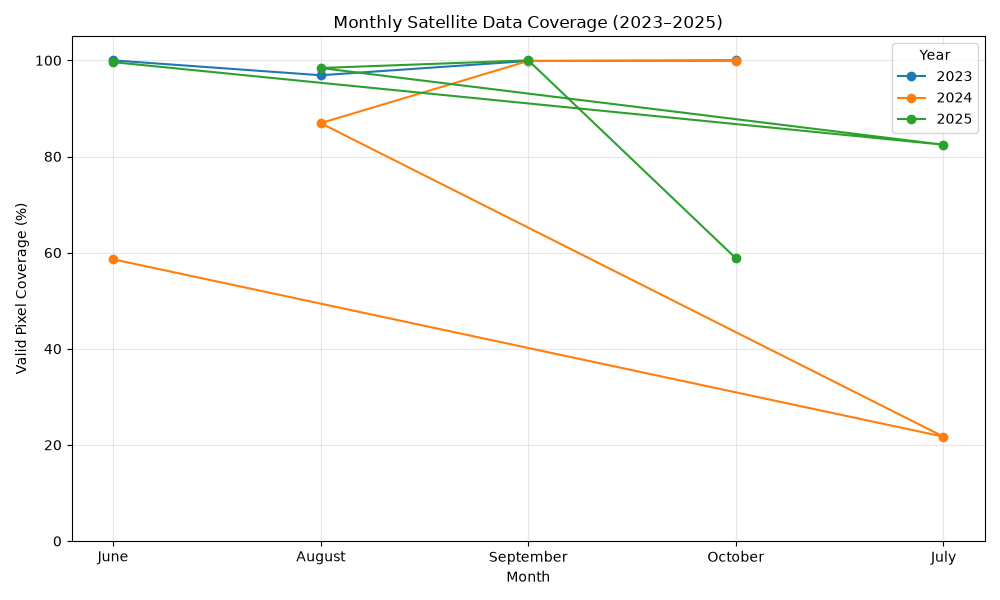 Monthly Satellite Data Coverage (2023–2025)
Year
2023
2024
2025
Valid Pixel Coverage (%)
100
80
60
40
20
0
June
August
September
October
July
Month